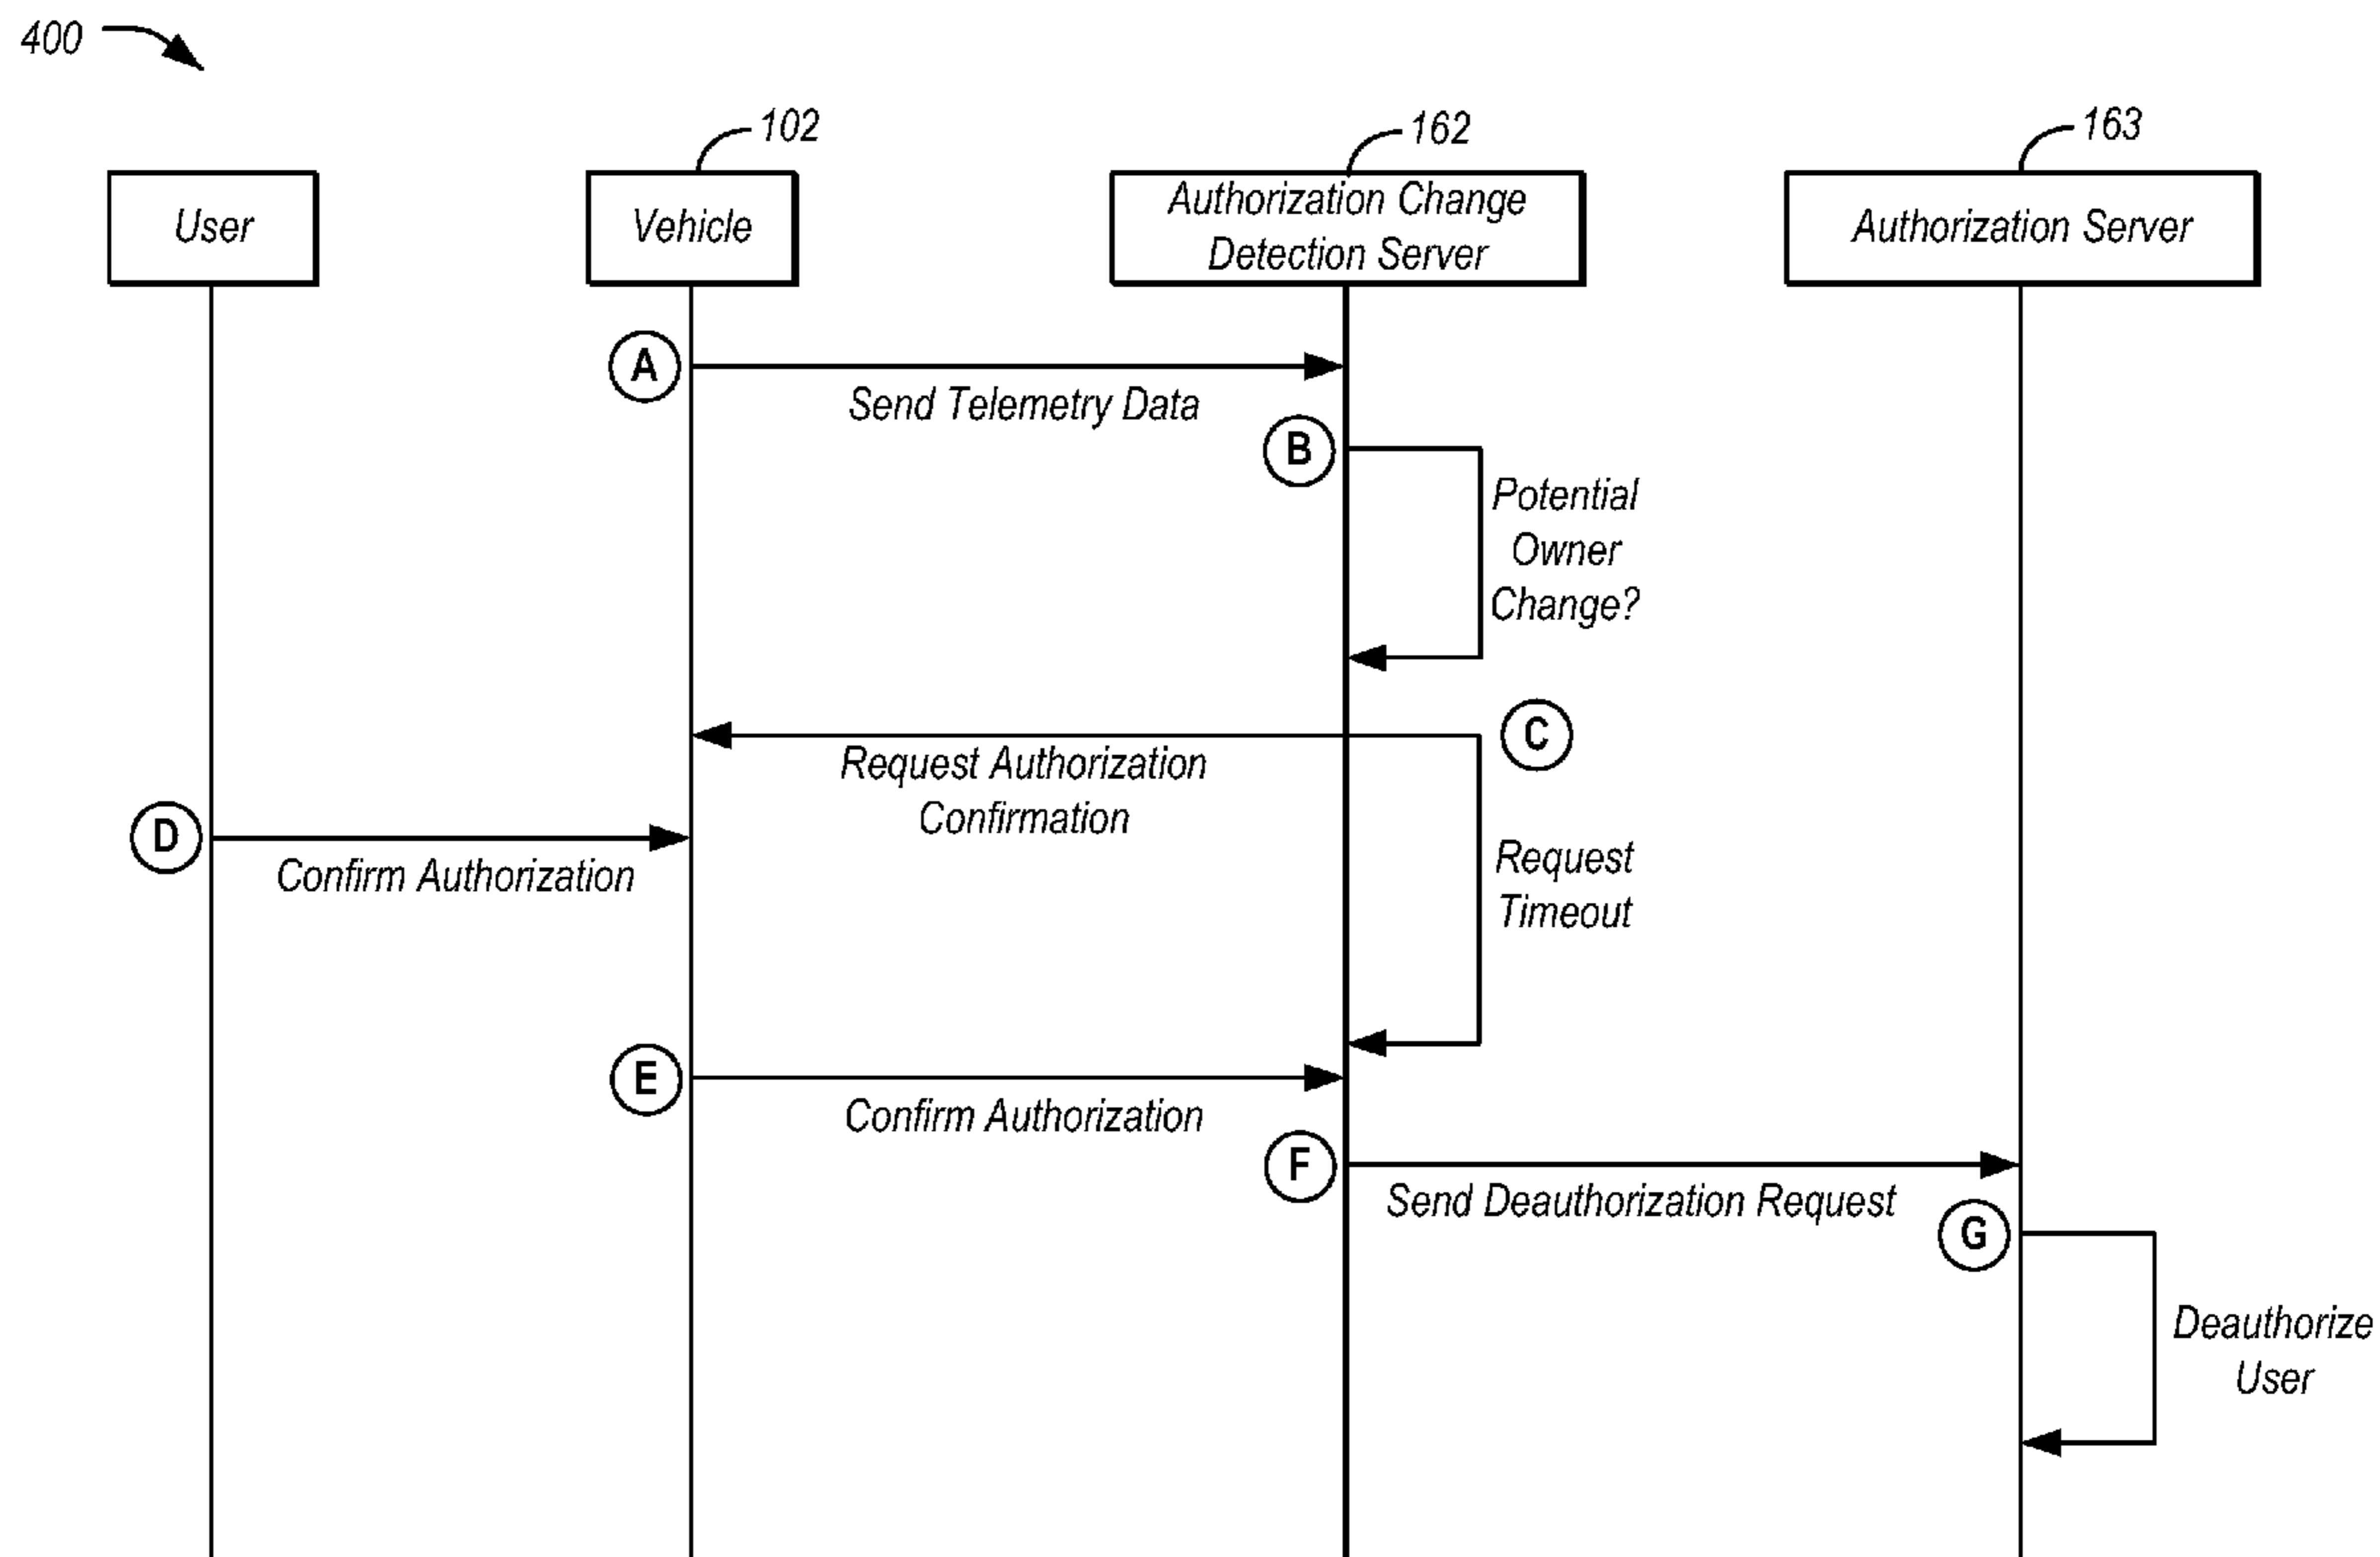 400
102
162
163
User
Vehicle
Authorization Change
Detection Server
Authorization Server
A
Send Telemetry Data
B
Potential
Owner
Change?
C
Request Authorization
Confirmation
D
Confirm Authorization
Request
Timeout
E
Confirm Authorization
F
Send Deauthorization Request
G
Deauthorize
User